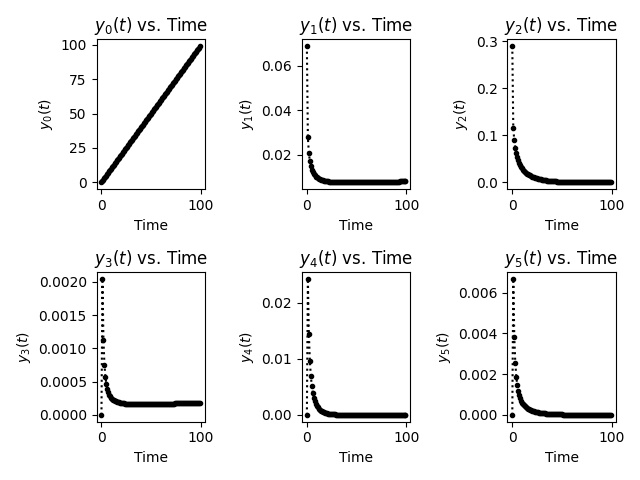 y₀(t) vs. Time
100
75
50
25
0
y₀(t)
0
100
Time
y₁(t) vs. Time
0.06
0.04
0.02
y₁(t)
0
100
Time
y₂(t) vs. Time
0.3
0.2
0.1
0.0
y₂(t)
0
100
Time
y₃(t) vs. Time
0.0020
0.0015
0.0010
0.0005
0.0000
y₃(t)
0
100
Time
y₄(t) vs. Time
0.02
0.01
0.00
y₄(t)
0
100
Time
y₅(t) vs. Time
0.006
0.004
0.002
0.000
y₅(t)
0
100
Time